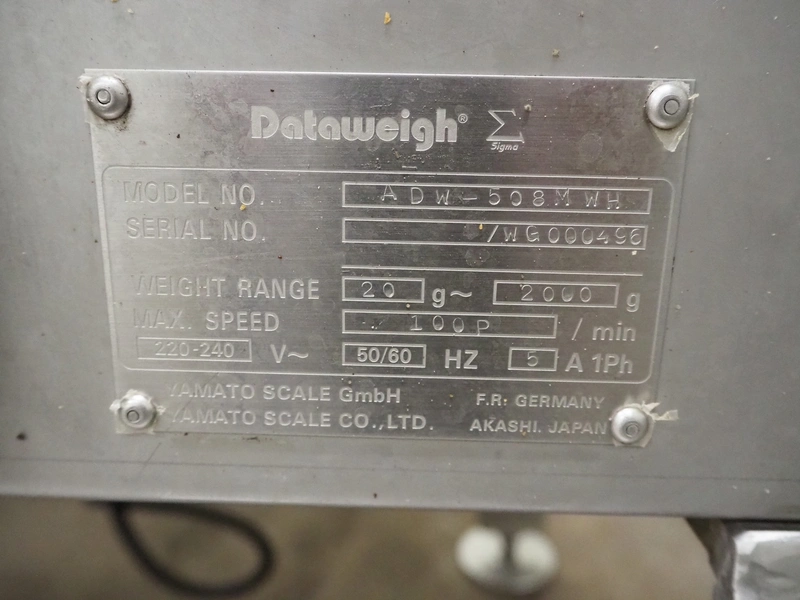 Dataweigh® Σ
Sigma
MODEL NO. ADW-508MWH
SERIAL NO. /WG000496
WEIGHT RANGE 20 g~ 2000 g
MAX. SPEED 100P / min
220-240 V~ 50/60 HZ 5 A 1Ph
YAMATO SCALE GmbH F.R. GERMANY
YAMATO SCALE CO.,LTD. AKASHI. JAPAN